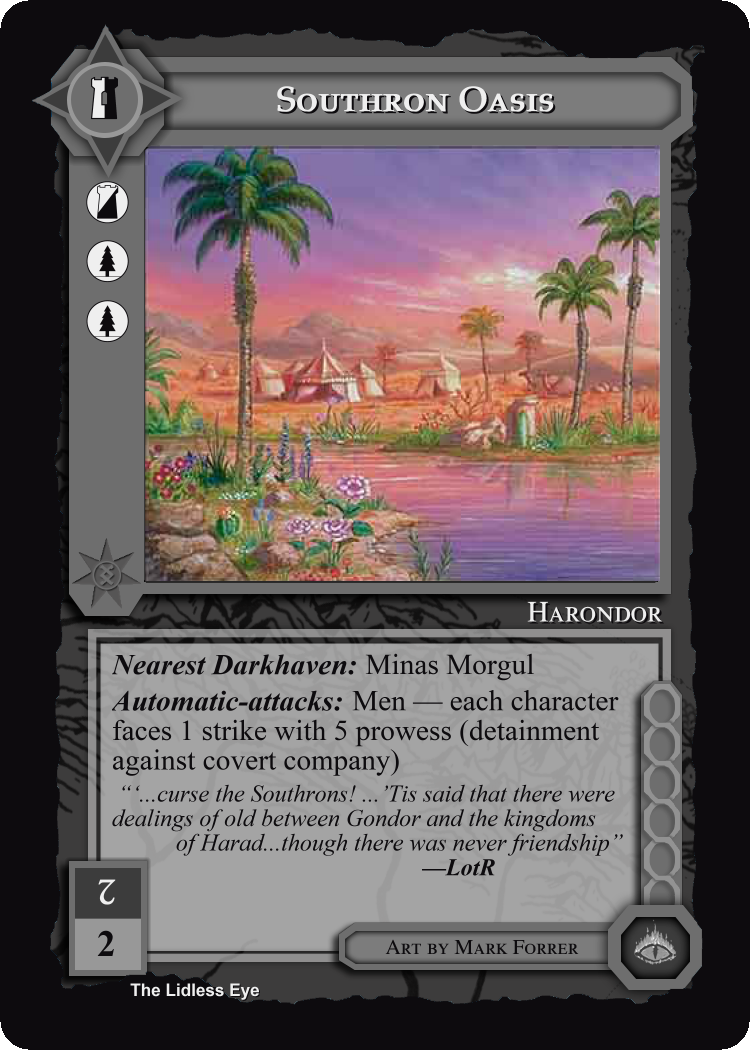 Southron Oasis
Harondor
Nearest Darkhaven: Minas Morgul
Automatic-attacks: Men — each character
faces 1 strike with 5 prowess (detainment
against covert company)
“‘...curse the Southrons! ...’Tis said that there were
dealings of old between Gondor and the kingdoms
of Harad...though there was never friendship”
—LotR
2
2
Art by Mark Forrer
The Lidless Eye